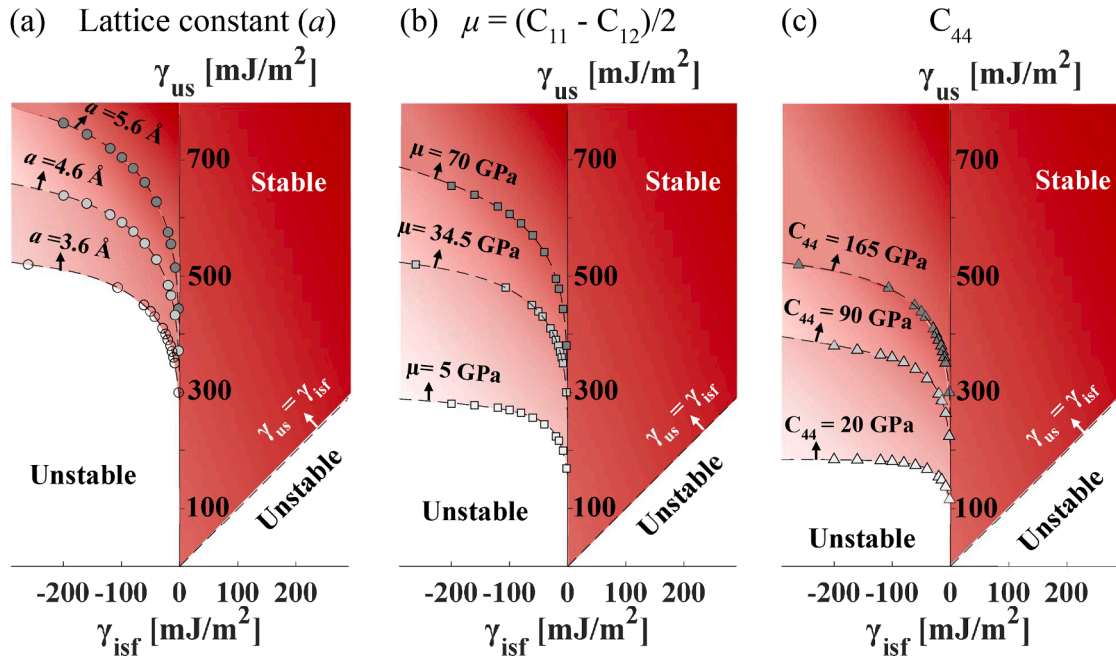 (a) Lattice constant (a)
γus [mJ/m²]
a = 5.6 Å
a = 4.6 Å
a = 3.6 Å
700
500
300
100
Stable
Unstable
Unstable
γus = γisf
-200 -100 0 100 200
γisf [mJ/m²]
(b) μ = (C11 - C12)/2
γus [mJ/m²]
μ = 70 GPa
μ= 34.5 GPa
μ= 5 GPa
700
500
300
100
Stable
Unstable
Unstable
γus = γisf
-200 -100 0 100 200
γisf [mJ/m²]
(c) C44
γus [mJ/m²]
C44 = 165 GPa
C44 = 90 GPa
C44 = 20 GPa
700
500
300
100
Stable
Unstable
Unstable
γus = γisf
-200 -100 0 100 200
γisf [mJ/m²]